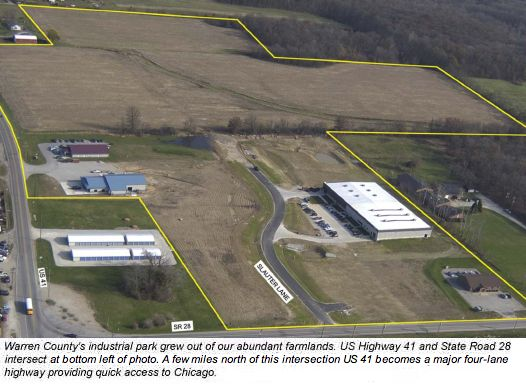 US 41
SLAUTER LANE
SR 28
Warren County's industrial park grew out of our abundant farmlands. US Highway 41 and State Road 28
intersect at bottom left of photo. A few miles north of this intersection US 41 becomes a major four-lane
highway providing quick access to Chicago.